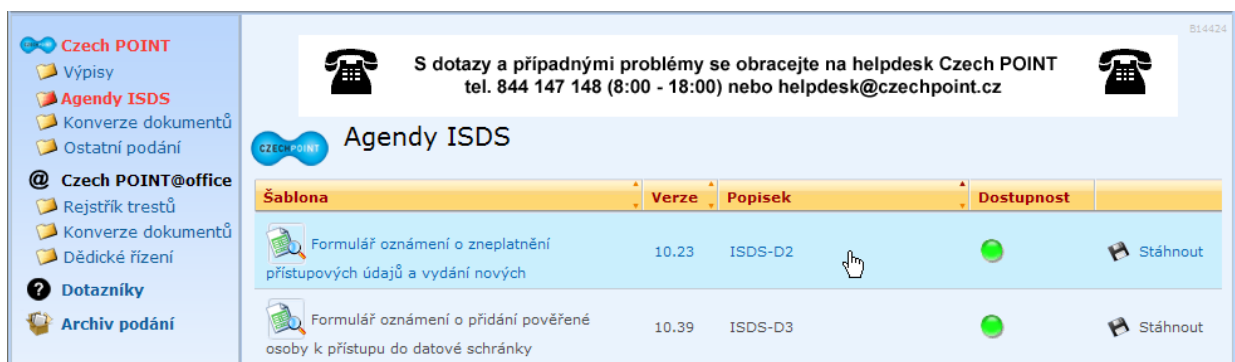 Czech POINT
Výpisy
Agendy ISDS
Konverze dokumentů
Ostatní podání
@ Czech POINT@office
Rejstřík trestů
Konverze dokumentů
Dědické řízení
? Dotazníky
Archiv podání
B14424
S dotazy a případnými problémy se obracejte na helpdesk Czech POINT
tel. 844 147 148 (8:00 - 18:00) nebo helpdesk@czechpoint.cz
CZECHPOINT
Agendy ISDS
Šablona Verze Popisek Dostupnost
Formulář oznámení o zneplatnění
přístupových údajů a vydání nových
10.23 ISDS-D2 Stáhnout
Formulář oznámení o přidání pověřené
osoby k přístupu do datové schránky
10.39 ISDS-D3 Stáhnout